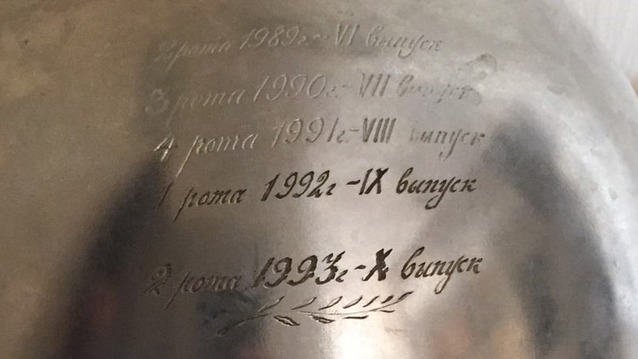 2 рота 1989г.-VI выпуск
3 рота 1990г.-VII выпуск
4 рота 1991г-VIII выпуск
1 рота 1992г -IX выпуск
2 рота 1993г-X выпуск